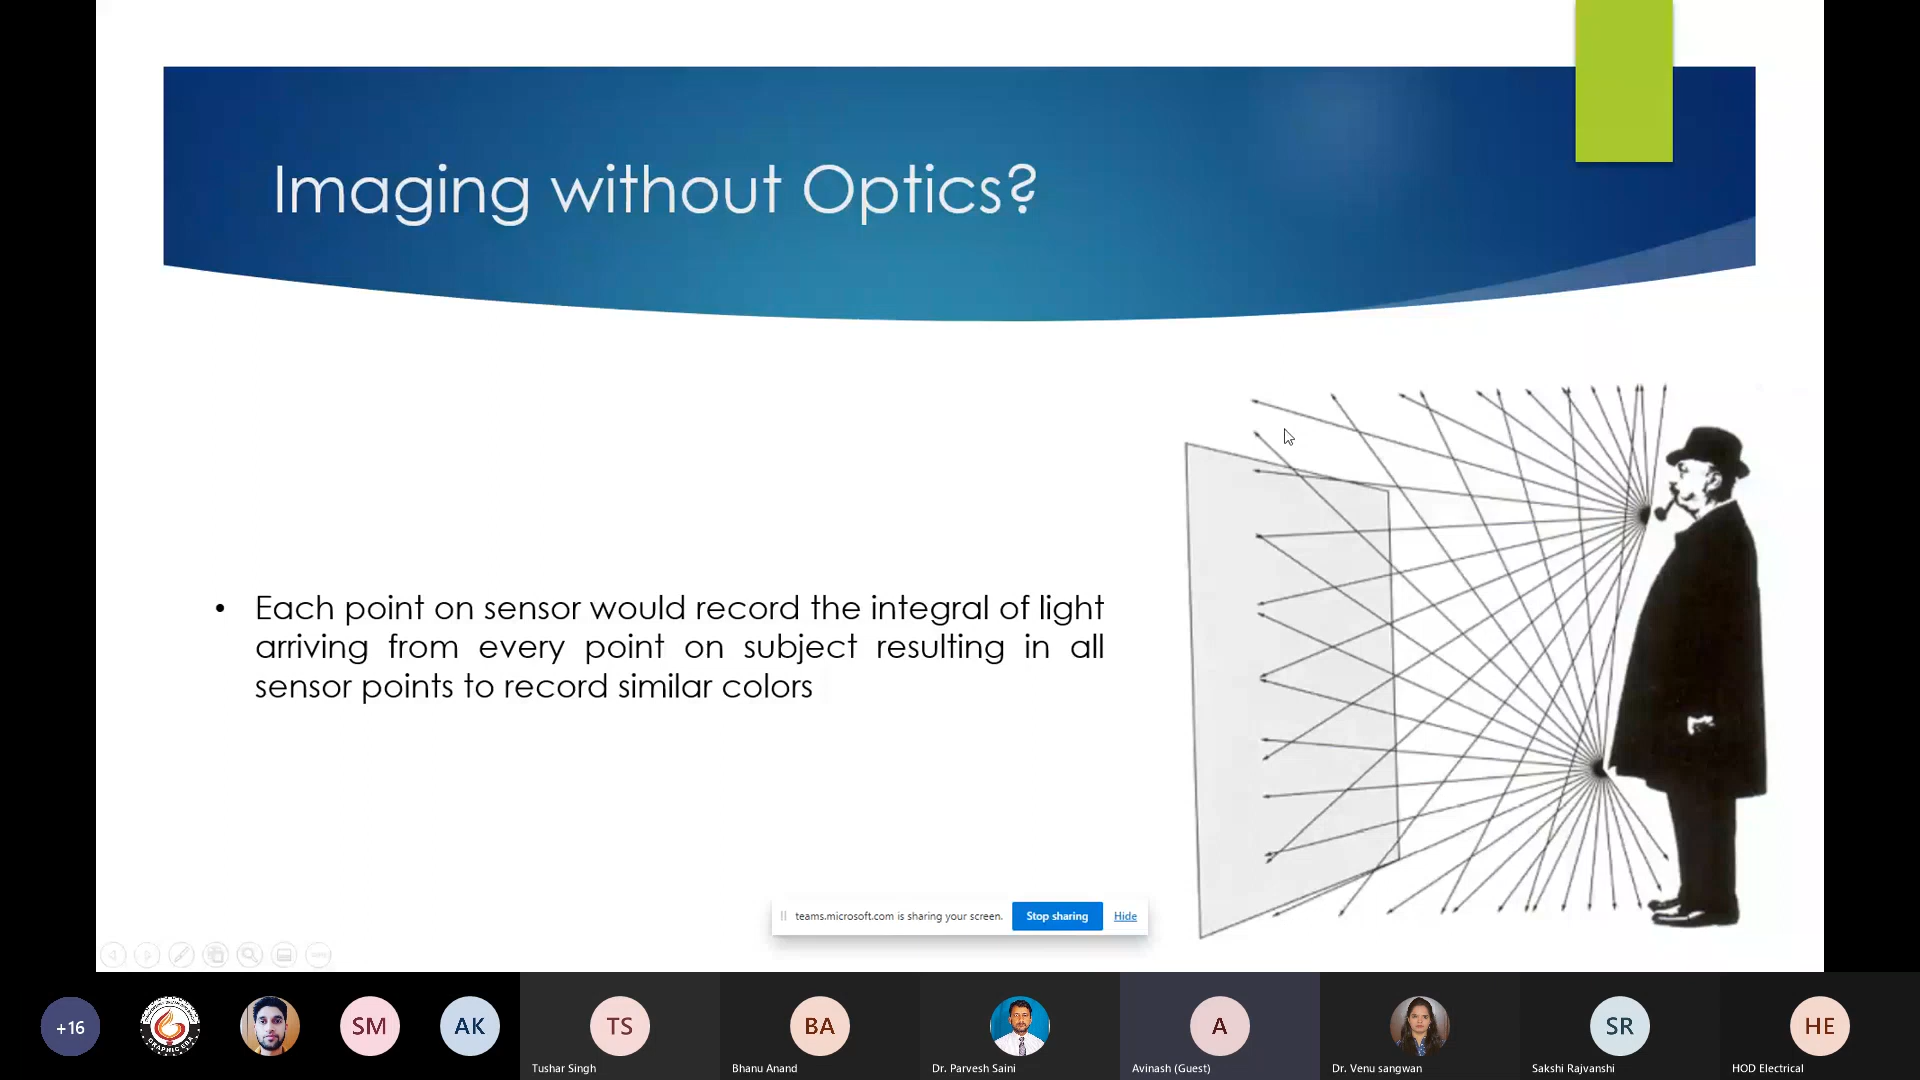 Imaging without Optics?
• Each point on sensor would record the integral of light
arriving from every point on subject resulting in all
sensor points to record similar colors
teams.microsoft.com is sharing your screen. Stop sharing Hide
+16 SM AK TS BA A SR HE
Tushar Singh Bhanu Anand Dr. Parvesh Saini Avinash (Guest) Dr. Venu sangwan Sakshi Rajvanshi HOD Electrical